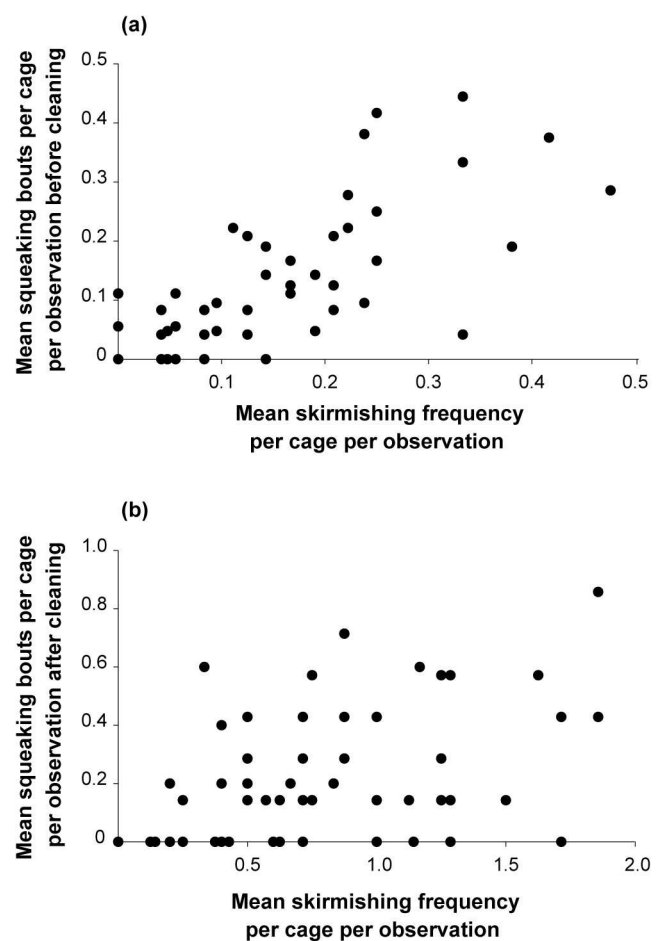 (a)
Mean squeaking bouts per cage
per observation before cleaning
0.5
0.4
0.3
0.2
0.1
0
0.1
0.2
0.3
0.4
0.5
Mean skirmishing frequency
per cage per observation
(b)
Mean squeaking bouts per cage
per observation after cleaning
1.0
0.8
0.6
0.4
0.2
0
0.5
1.0
1.5
2.0
Mean skirmishing frequency
per cage per observation